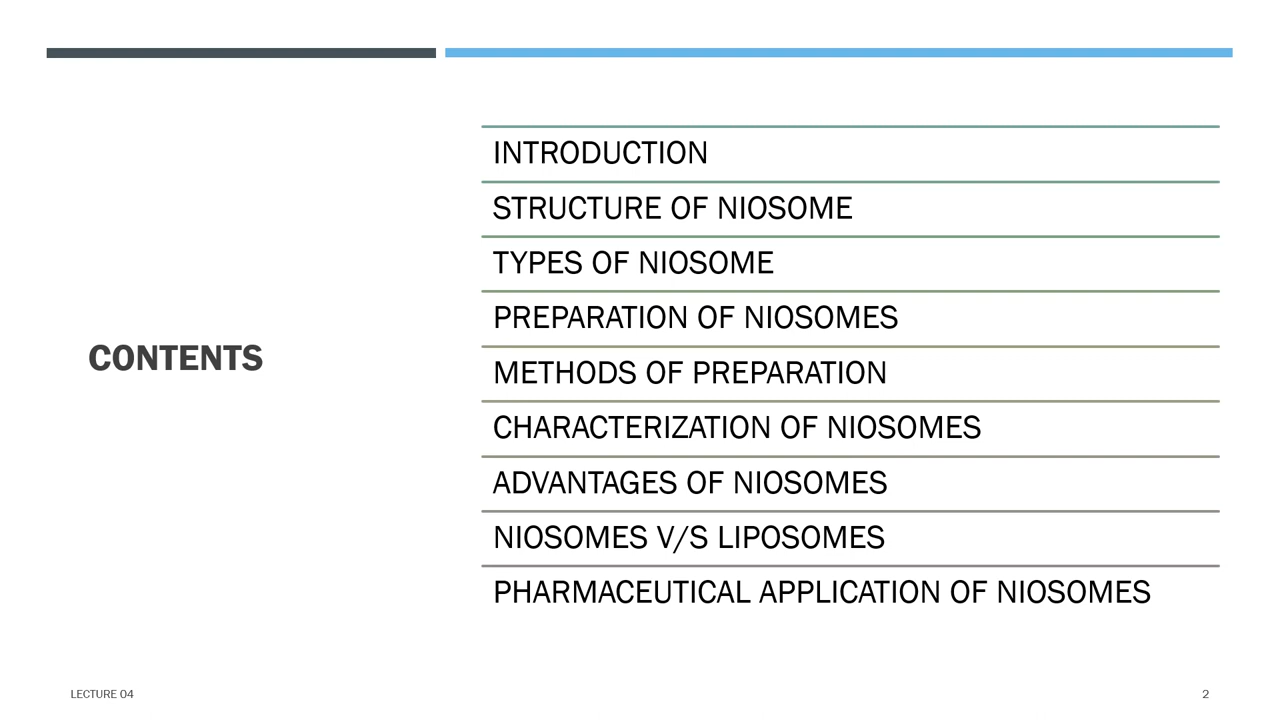 CONTENTS
INTRODUCTION
STRUCTURE OF NIOSOME
TYPES OF NIOSOME
PREPARATION OF NIOSOMES
METHODS OF PREPARATION
CHARACTERIZATION OF NIOSOMES
ADVANTAGES OF NIOSOMES
NIOSOMES V/S LIPOSOMES
PHARMACEUTICAL APPLICATION OF NIOSOMES
LECTURE 04
2